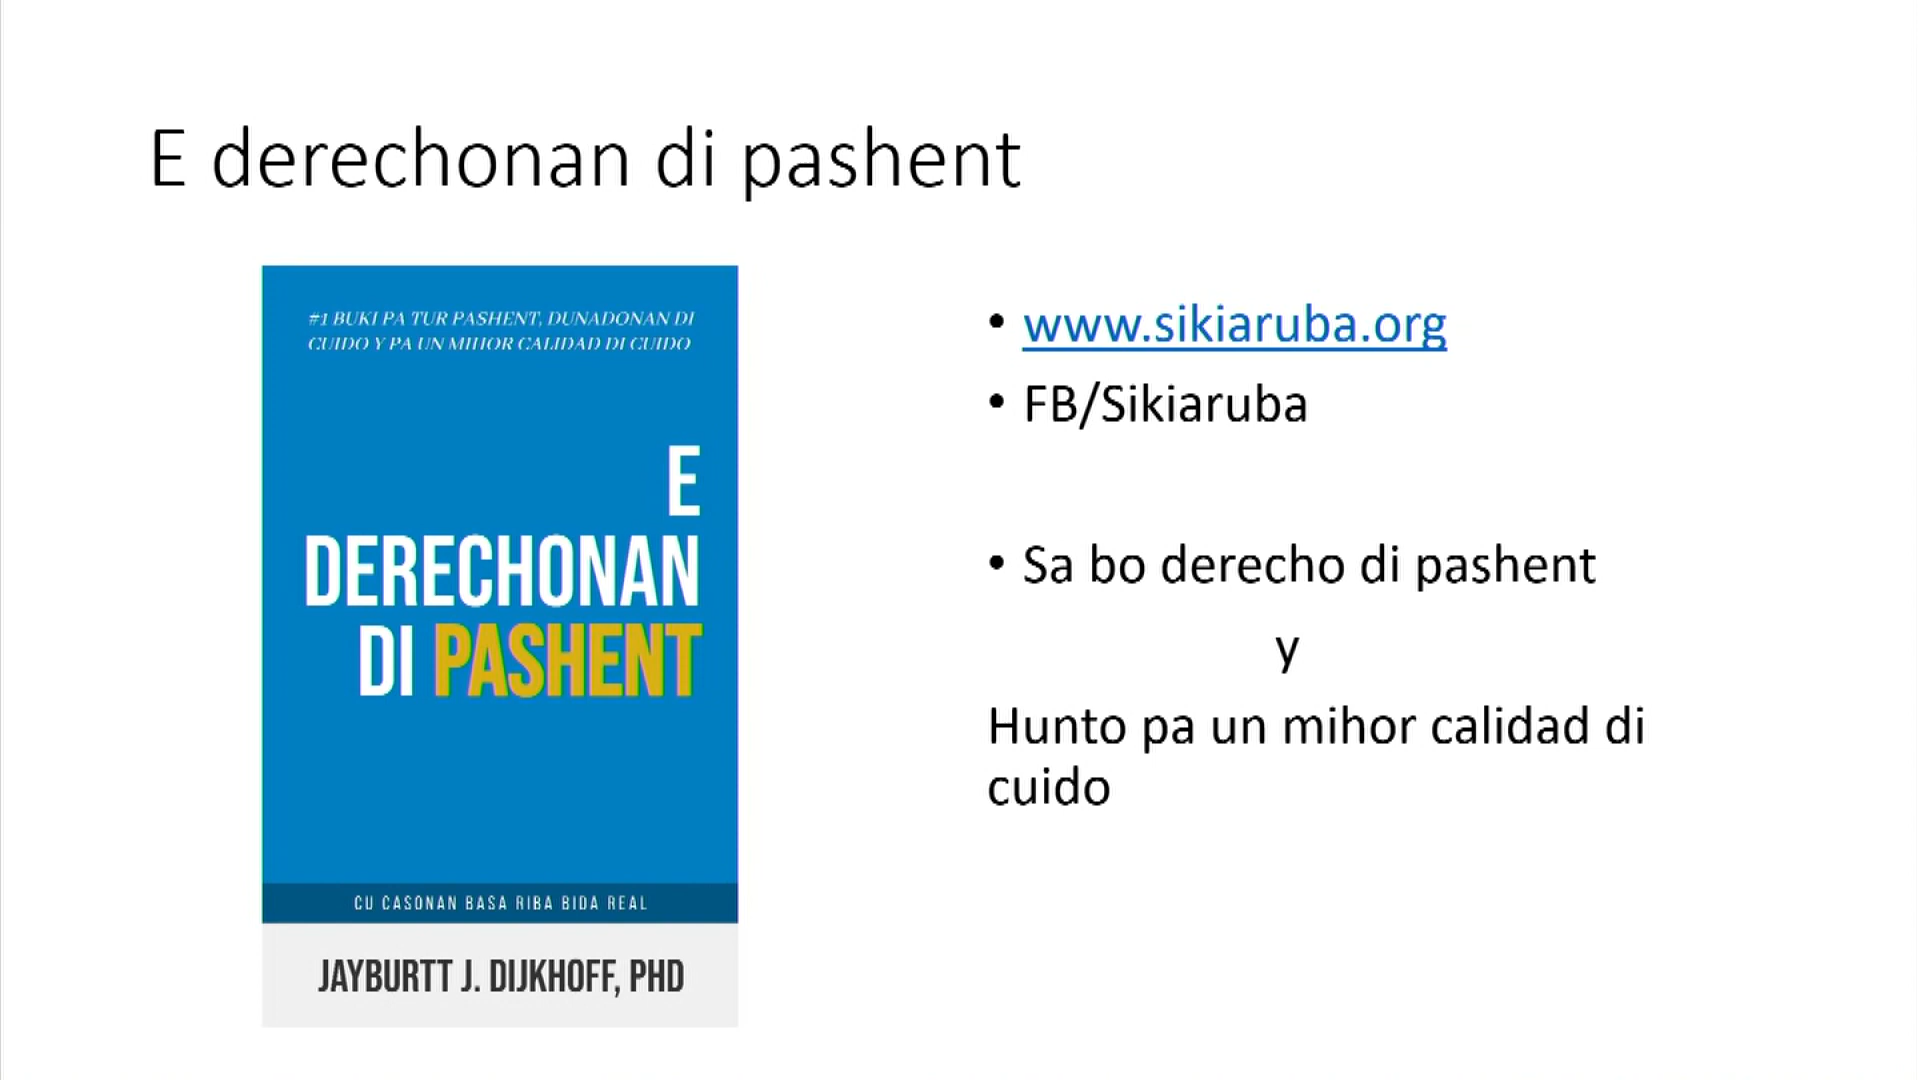 E derechonan di pashent
#1 BUKI PA TUR PASHENT, DUNADONAN DI
CUIDO Y PA UN MIHOR CALIDAD DI CUIDO
E
DERECHONAN
DI PASHENT
CU CASONAN BASA RIBA BIDA REAL
JAYBURTT J. DIJKHOFF, PHD
• www.sikiaruba.org
• FB/Sikiaruba
• Sa bo derecho di pashent
y
Hunto pa un mihor calidad di
cuido